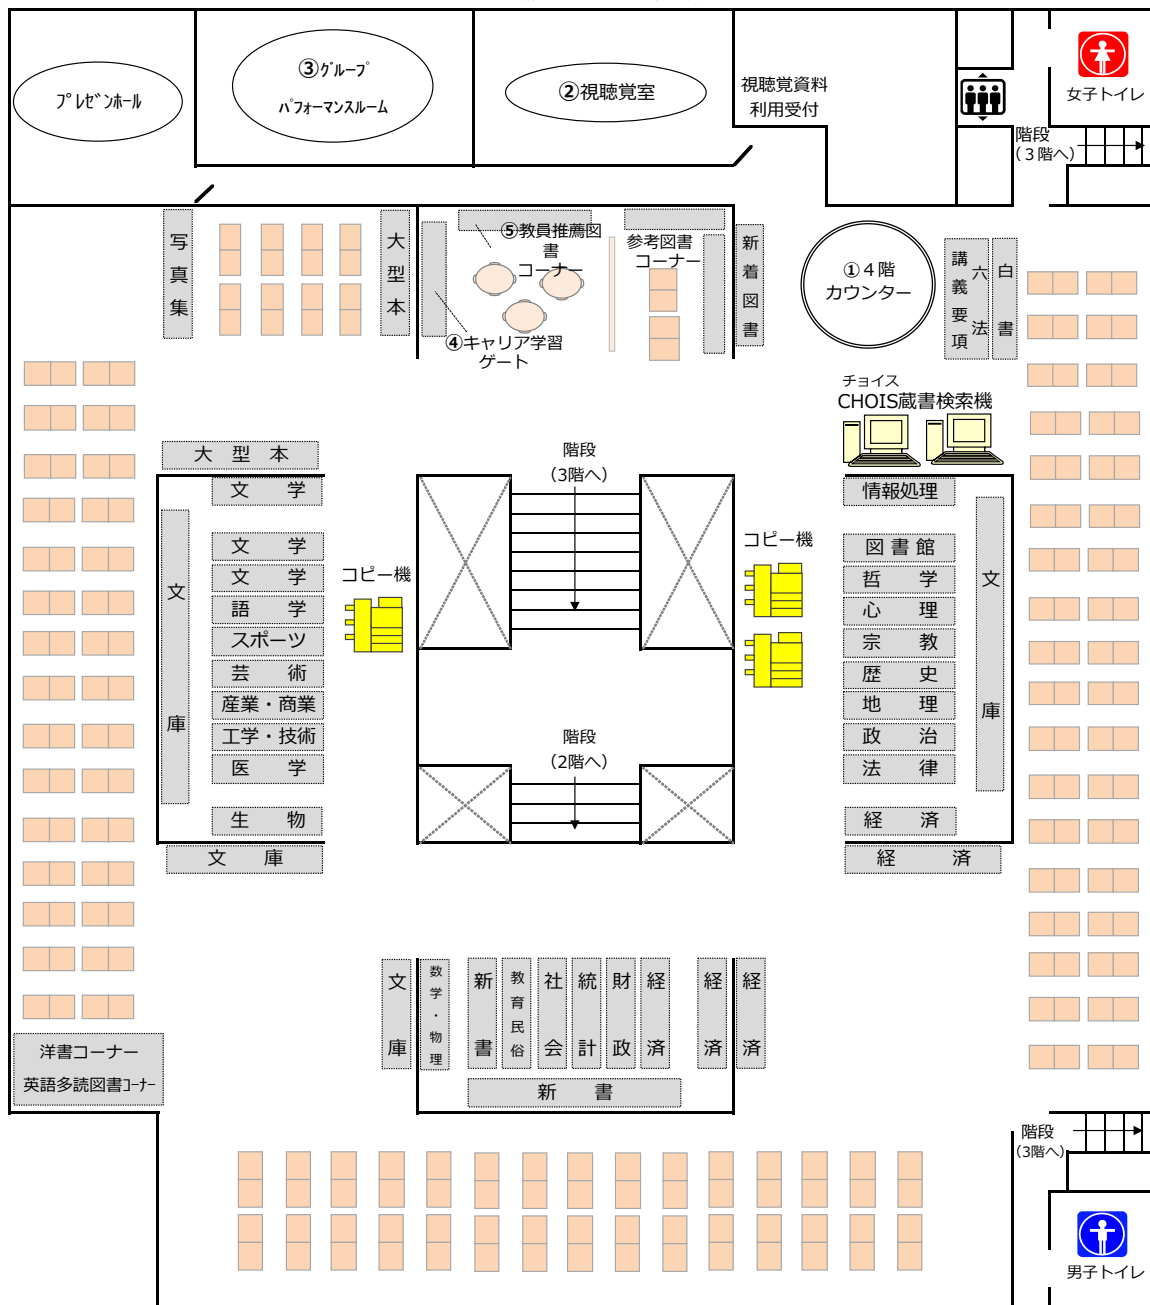 プレゼンホール
③グループ
パフォーマンスルーム
②視聴覚室
視聴覚資料
利用受付
女子トイレ
階段
(３階へ)
写真集
大型本
⑤教員推薦図
書
コーナー
参考図書
コーナー
④キャリア学習
ゲート
新着図書
①４階
カウンター
講義要項
六法
白書
チョイス
CHOIS蔵書検索機
大 型 本
文 学
文 庫
文 学
文 学
語 学
スポーツ
芸 術
産業・商業
工学・技術
医 学
生 物
文 庫
コピー機
階段
(3階へ)
コピー機
階段
(2階へ)
情報処理
図 書 館
哲 学
心 理
宗 教
歴 史
地 理
政 治
法 律
経 済
文 庫
経 済
洋書コーナー
英語多読図書コーナー
文 庫
数学・物理
新 書
教育民俗
社 会
統 計
財 政
経 済
経 済
経 済
新 書
階段
(3階へ)
男子トイレ